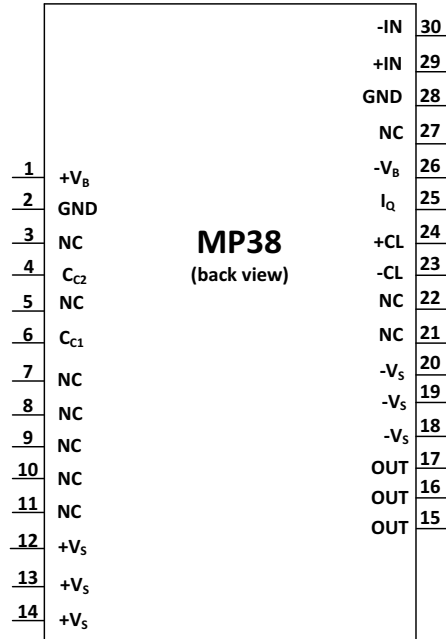 MP38
(back view)
1 +VB
2 GND
3 NC
4 CC2
5 NC
6 CC1
7 NC
8 NC
9 NC
10 NC
11 NC
12 +VS
13 +VS
14 +VS
-IN 30
+IN 29
GND 28
NC 27
-VB 26
IQ 25
+CL 24
-CL 23
NC 22
NC 21
-VS 20
-VS 19
-VS 18
OUT 17
OUT 16
OUT 15